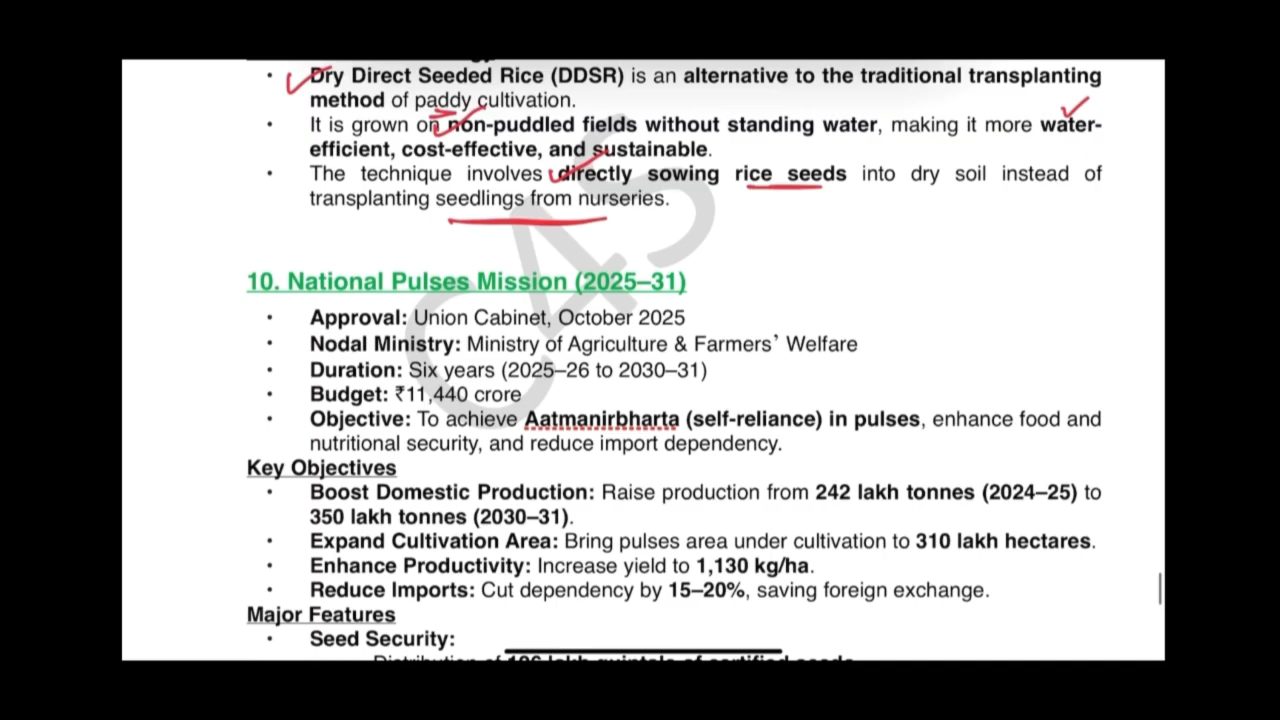 Dry Direct Seeded Rice (DDSR) is an alternative to the traditional transplanting
method of paddy cultivation.
It is grown on non-puddled fields without standing water, making it more water-
efficient, cost-effective, and sustainable.
The technique involves directly sowing rice seeds into dry soil instead of
transplanting seedlings from nurseries.
C4S
10. National Pulses Mission (2025–31)
Approval: Union Cabinet, October 2025
Nodal Ministry: Ministry of Agriculture & Farmers’ Welfare
Duration: Six years (2025–26 to 2030–31)
Budget: ₹11,440 crore
Objective: To achieve Aatmanirbharta (self-reliance) in pulses, enhance food and
nutritional security, and reduce import dependency.
Key Objectives
Boost Domestic Production: Raise production from 242 lakh tonnes (2024–25) to
350 lakh tonnes (2030–31).
Expand Cultivation Area: Bring pulses area under cultivation to 310 lakh hectares.
Enhance Productivity: Increase yield to 1,130 kg/ha.
Reduce Imports: Cut dependency by 15–20%, saving foreign exchange.
Major Features
Seed Security: